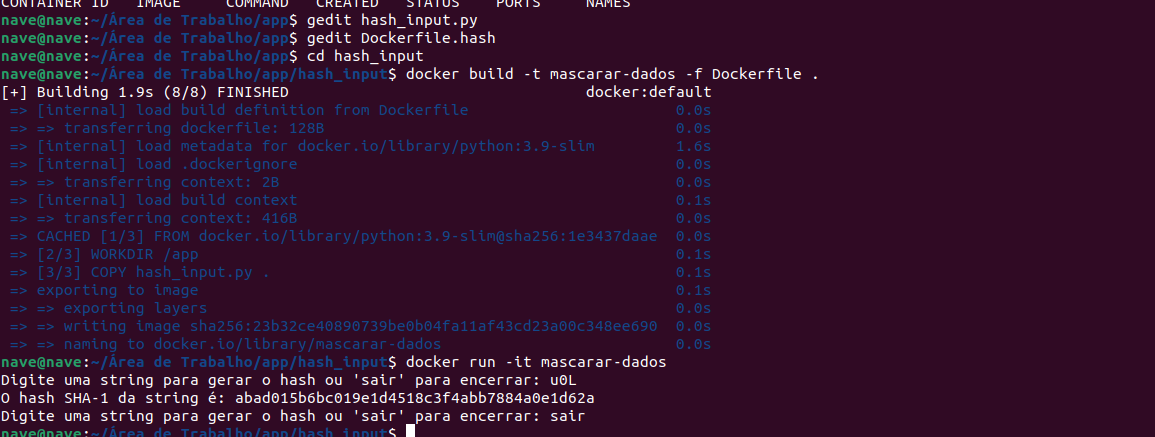 CONTAINER ID   IMAGE     COMMAND   CREATED   STATUS    PORTS     NAMES
nave@nave:~/Área de Trabalho/app$ gedit hash_input.py
nave@nave:~/Área de Trabalho/app$ gedit Dockerfile.hash
nave@nave:~/Área de Trabalho/app$ cd hash_input
nave@nave:~/Área de Trabalho/app/hash_input$ docker build -t mascarar-dados -f Dockerfile .
[+] Building 1.9s (8/8) FINISHED                                 docker:default
 => [internal] load build definition from Dockerfile                       0.0s
 => => transferring dockerfile: 128B                                       0.0s
 => [internal] load metadata for docker.io/library/python:3.9-slim         1.6s
 => [internal] load .dockerignore                                          0.0s
 => => transferring context: 2B                                            0.0s
 => [internal] load build context                                          0.1s
 => => transferring context: 416B                                          0.0s
 => CACHED [1/3] FROM docker.io/library/python:3.9-slim@sha256:1e3437daae  0.0s
 => [2/3] WORKDIR /app                                                     0.1s
 => [3/3] COPY hash_input.py .                                             0.1s
 => exporting to image                                                     0.1s
 => => exporting layers                                                    0.0s
 => => writing image sha256:23b32ce40890739be0b04fa11af43cd23a00c348ee690  0.0s
 => => naming to docker.io/library/mascarar-dados                          0.0s
nave@nave:~/Área de Trabalho/app/hash_input$ docker run -it mascarar-dados
Digite uma string para gerar o hash ou 'sair' para encerrar: u0L
O hash SHA-1 da string é: abad015b6bc019e1d4518c3f4abb7884a0e1d62a
Digite uma string para gerar o hash ou 'sair' para encerrar: sair
nave@nave:~/Área de Trabalho/app/hash_input$